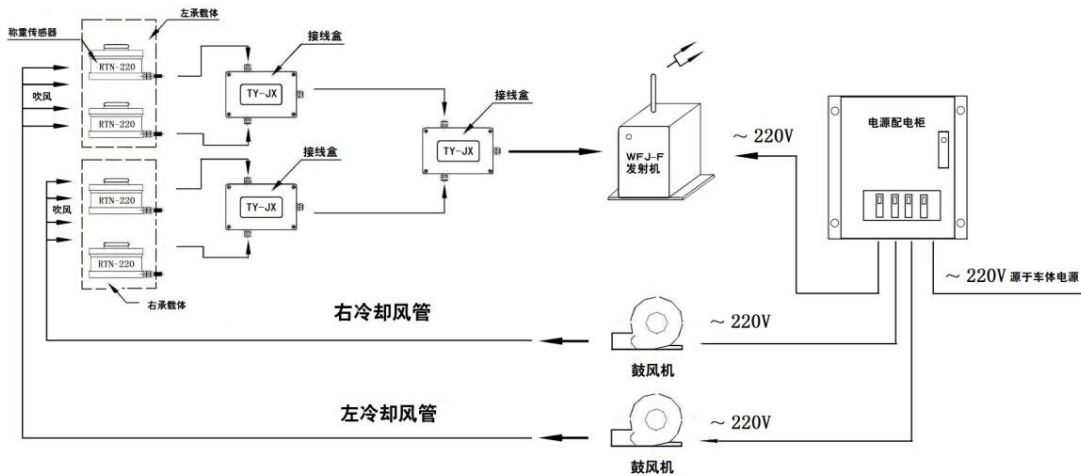 左承载体
称重传感器
RTN-220
吹风
RTN-220
接线盒
TY-JX
接线盒
TY-JX
RTN-220
吹风
RTN-220
右承载体
接线盒
TY-JX
WFJ-F
发射机
～220V
电源配电柜
～220V 源于车体电源
右冷却风管
～220V
鼓风机
左冷却风管
～220V
鼓风机